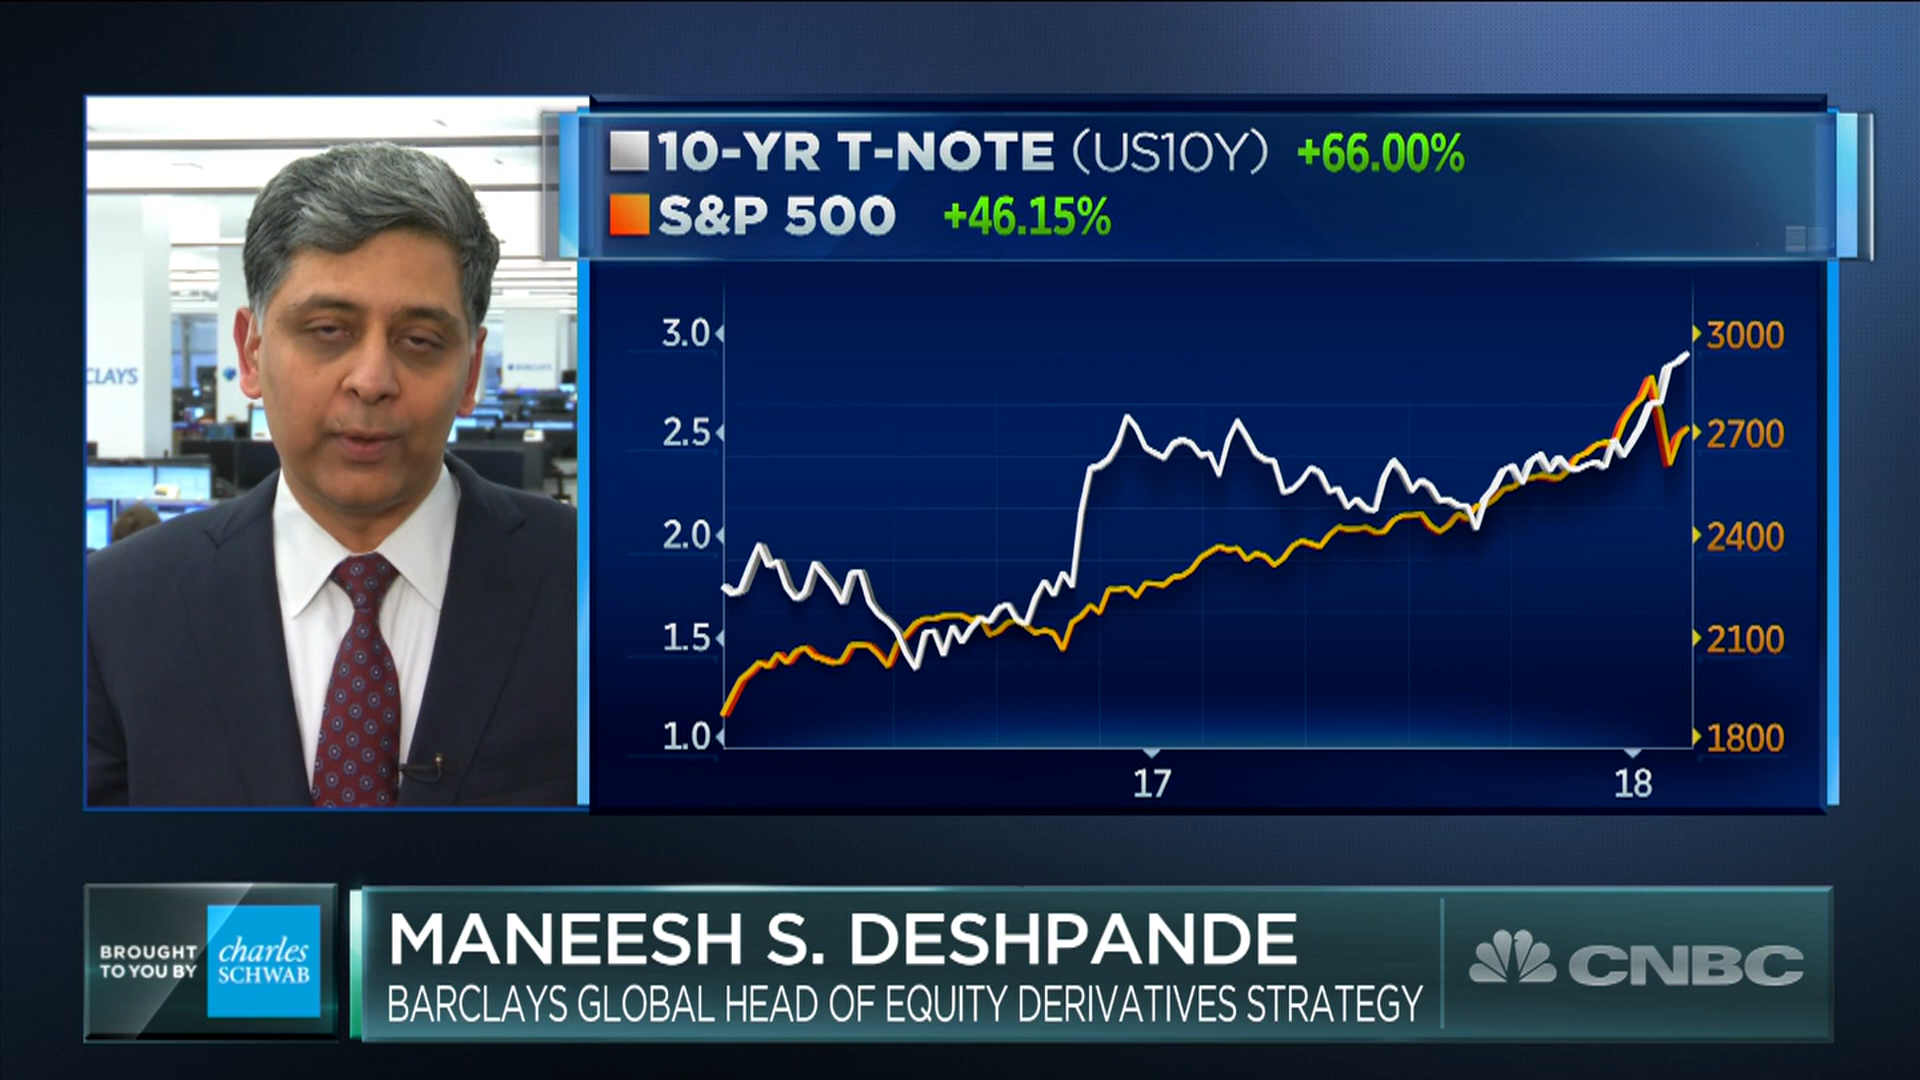 10-YR T-NOTE (US10Y) +66.00%
S&P 500 +46.15%
CLAYS
BARCLAYS
3.0
2.5
2.0
1.5
1.0
3000
2700
2400
2100
1800
17
18
BROUGHT
TO YOU BY
charles
SCHWAB
MANEESH S. DESHPANDE
BARCLAYS GLOBAL HEAD OF EQUITY DERIVATIVES STRATEGY
CNBC